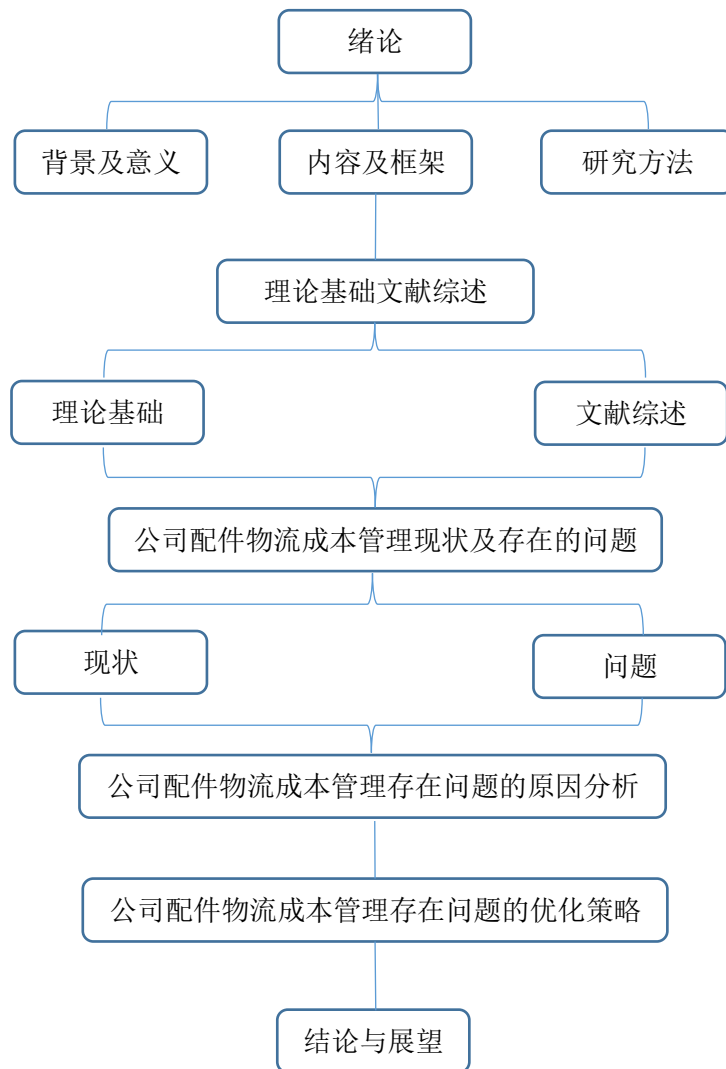 绪论
背景及意义
内容及框架
研究方法
理论基础文献综述
理论基础
文献综述
公司配件物流成本管理现状及存在的问题
现状
问题
公司配件物流成本管理存在问题的原因分析
公司配件物流成本管理存在问题的优化策略
结论与展望